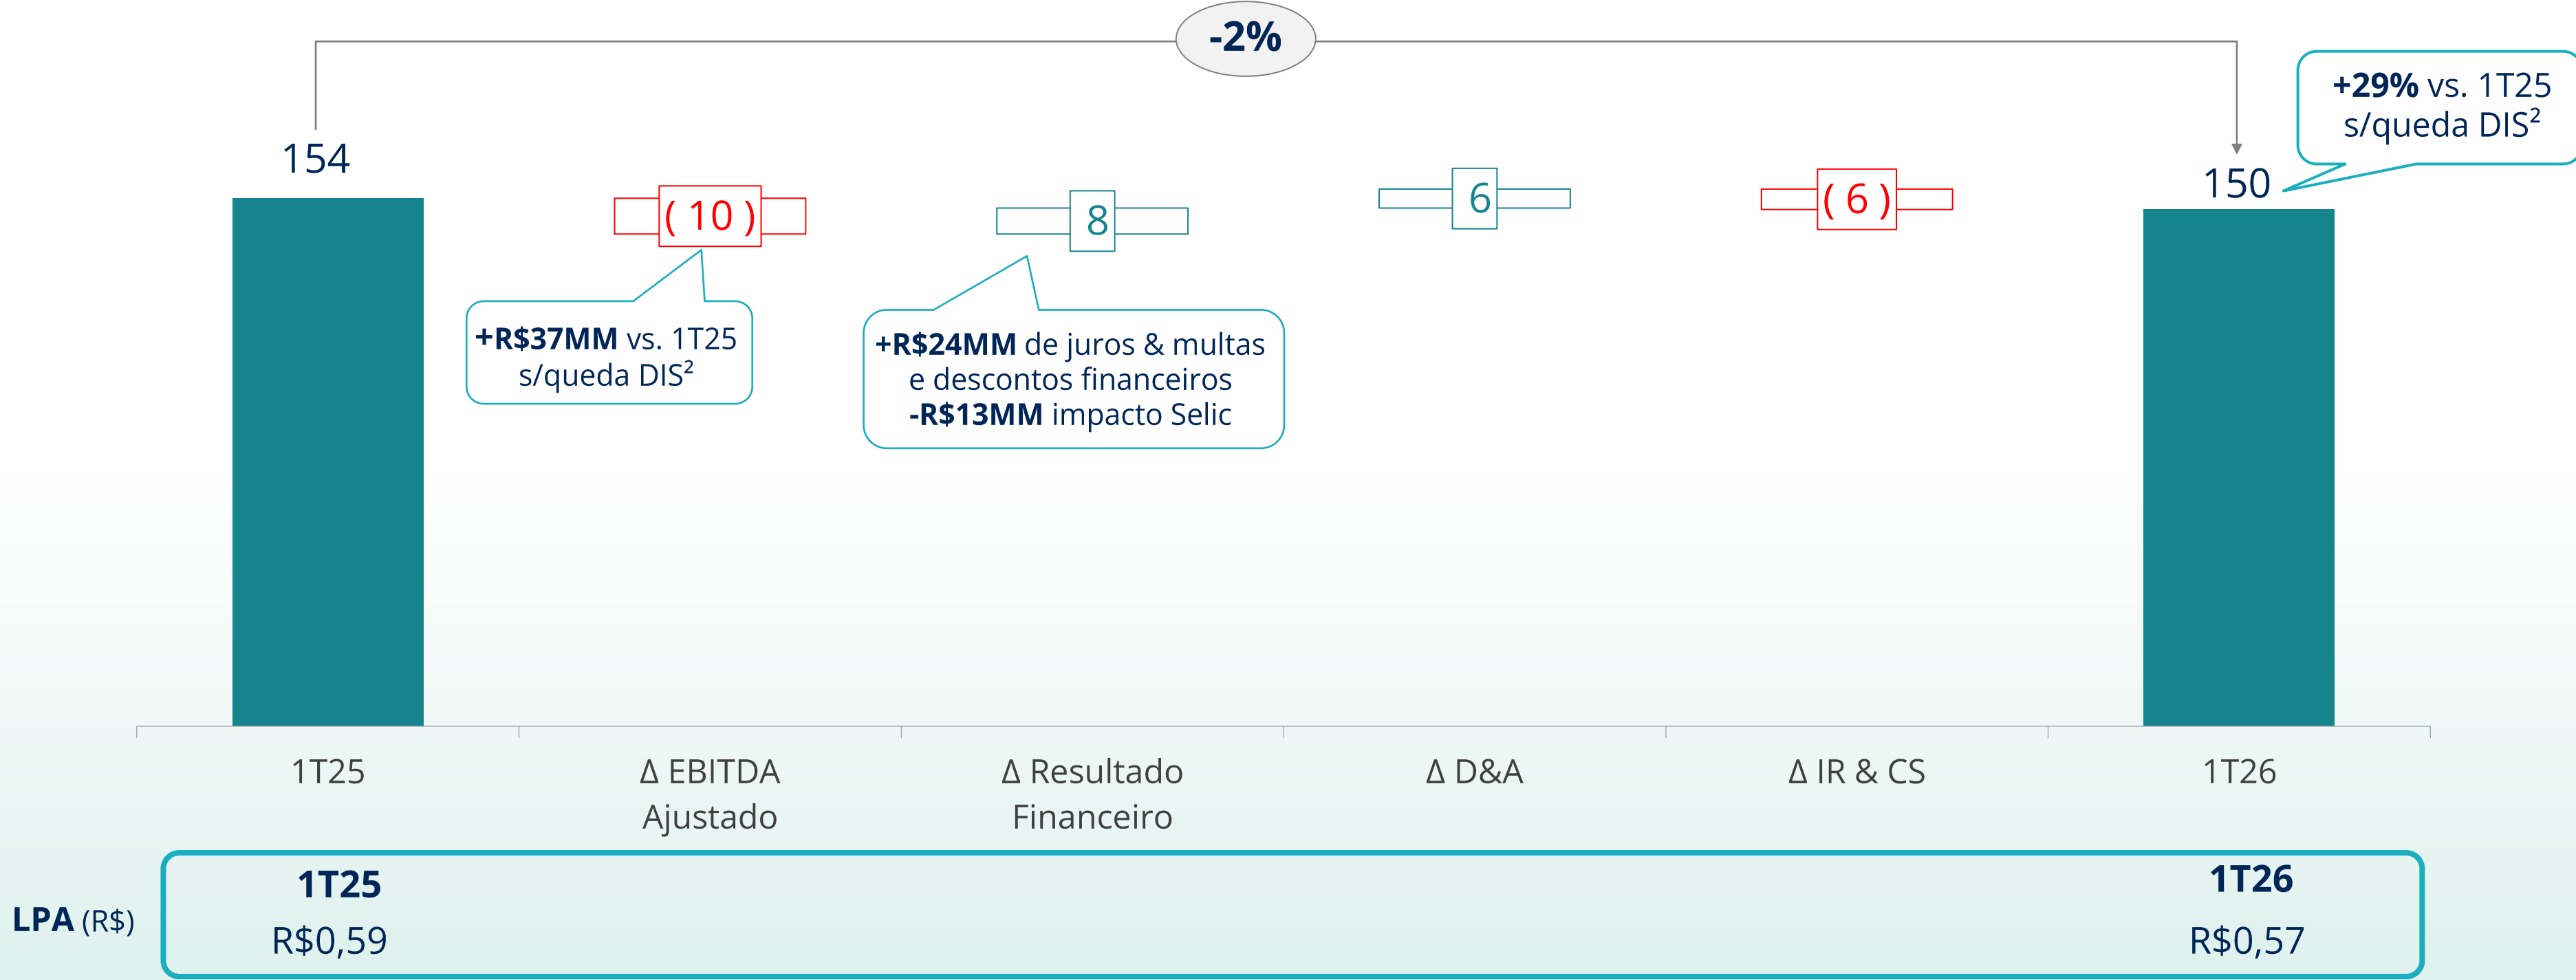 -2%
+29% vs. 1T25
s/queda DIS²
154
( 10 )
8
6
( 6 )
150
+R$37MM vs. 1T25
s/queda DIS²
+R$24MM de juros & multas
e descontos financeiros
-R$13MM impacto Selic
1T25
Δ EBITDA
Ajustado
Δ Resultado
Financeiro
Δ D&A
Δ IR & CS
1T26
LPA (R$)
1T25
R$0,59
1T26
R$0,57